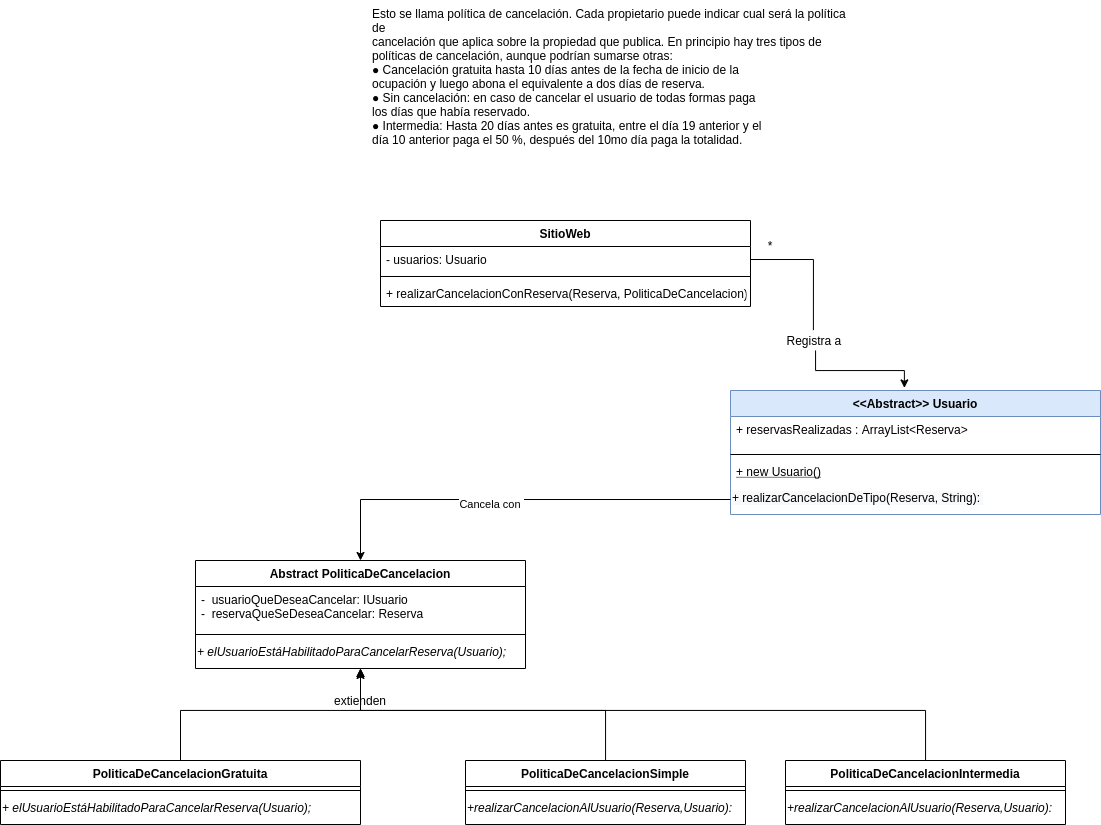 Esto se llama política de cancelación. Cada propietario puede indicar cual será la política
de
cancelación que aplica sobre la propiedad que publica. En principio hay tres tipos de
políticas de cancelación, aunque podrían sumarse otras:
● Cancelación gratuita hasta 10 días antes de la fecha de inicio de la
ocupación y luego abona el equivalente a dos días de reserva.
● Sin cancelación: en caso de cancelar el usuario de todas formas paga
los días que había reservado.
● Intermedia: Hasta 20 días antes es gratuita, entre el día 19 anterior y el
día 10 anterior paga el 50 %, después del 10mo día paga la totalidad.
SitioWeb
*
- usuarios: Usuario
+ realizarCancelacionConReserva(Reserva, PoliticaDeCancelacion)
Registra a
<<Abstract>> Usuario
+ reservasRealizadas : ArrayList<Reserva>
+ new Usuario()
+ realizarCancelacionDeTipo(Reserva, String):
Cancela con
Abstract PoliticaDeCancelacion
- usuarioQueDeseaCancelar: IUsuario
- reservaQueSeDeseaCancelar: Reserva
+ elUsuarioEstáHabilitadoParaCancelarReserva(Usuario);
extienden
PoliticaDeCancelacionGratuita
+ elUsuarioEstáHabilitadoParaCancelarReserva(Usuario);
PoliticaDeCancelacionSimple
+realizarCancelacionAlUsuario(Reserva,Usuario):
PoliticaDeCancelacionIntermedia
+realizarCancelacionAlUsuario(Reserva,Usuario):